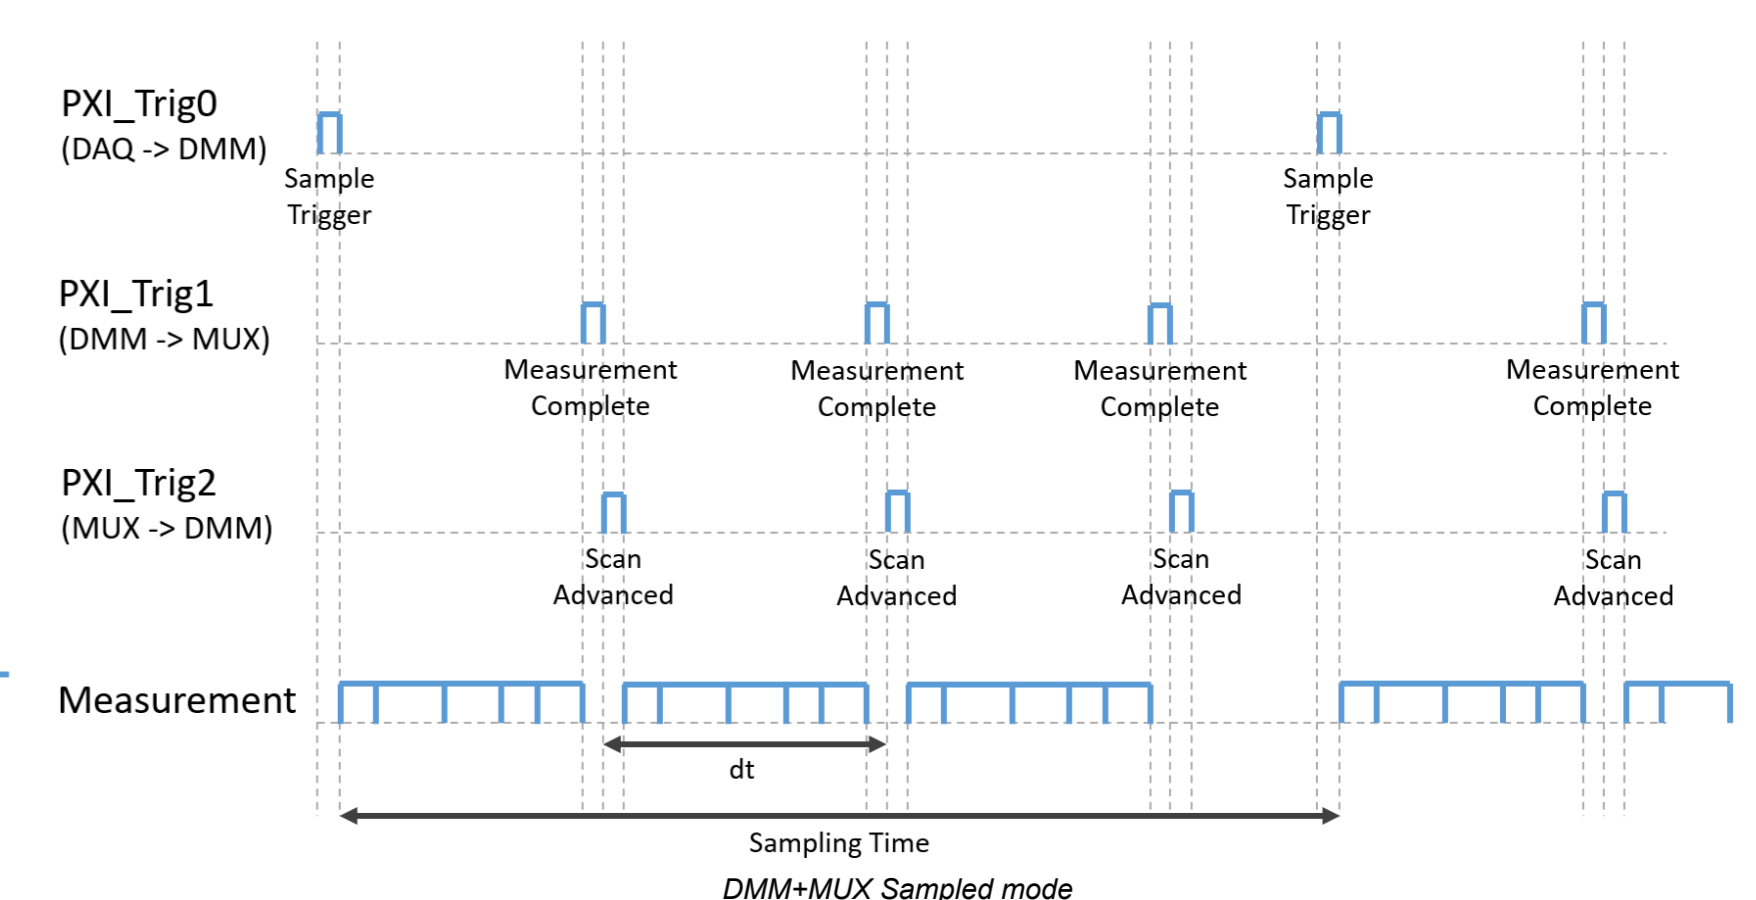 PXI_Trig0
(DAQ -> DMM)
Sample
Trigger
Sample
Trigger
PXI_Trig1
(DMM -> MUX)
Measurement
Complete
Measurement
Complete
Measurement
Complete
Measurement
Complete
PXI_Trig2
(MUX -> DMM)
Scan
Advanced
Scan
Advanced
Scan
Advanced
Scan
Advanced
Measurement
dt
Sampling Time
DMM+MUX Sampled mode